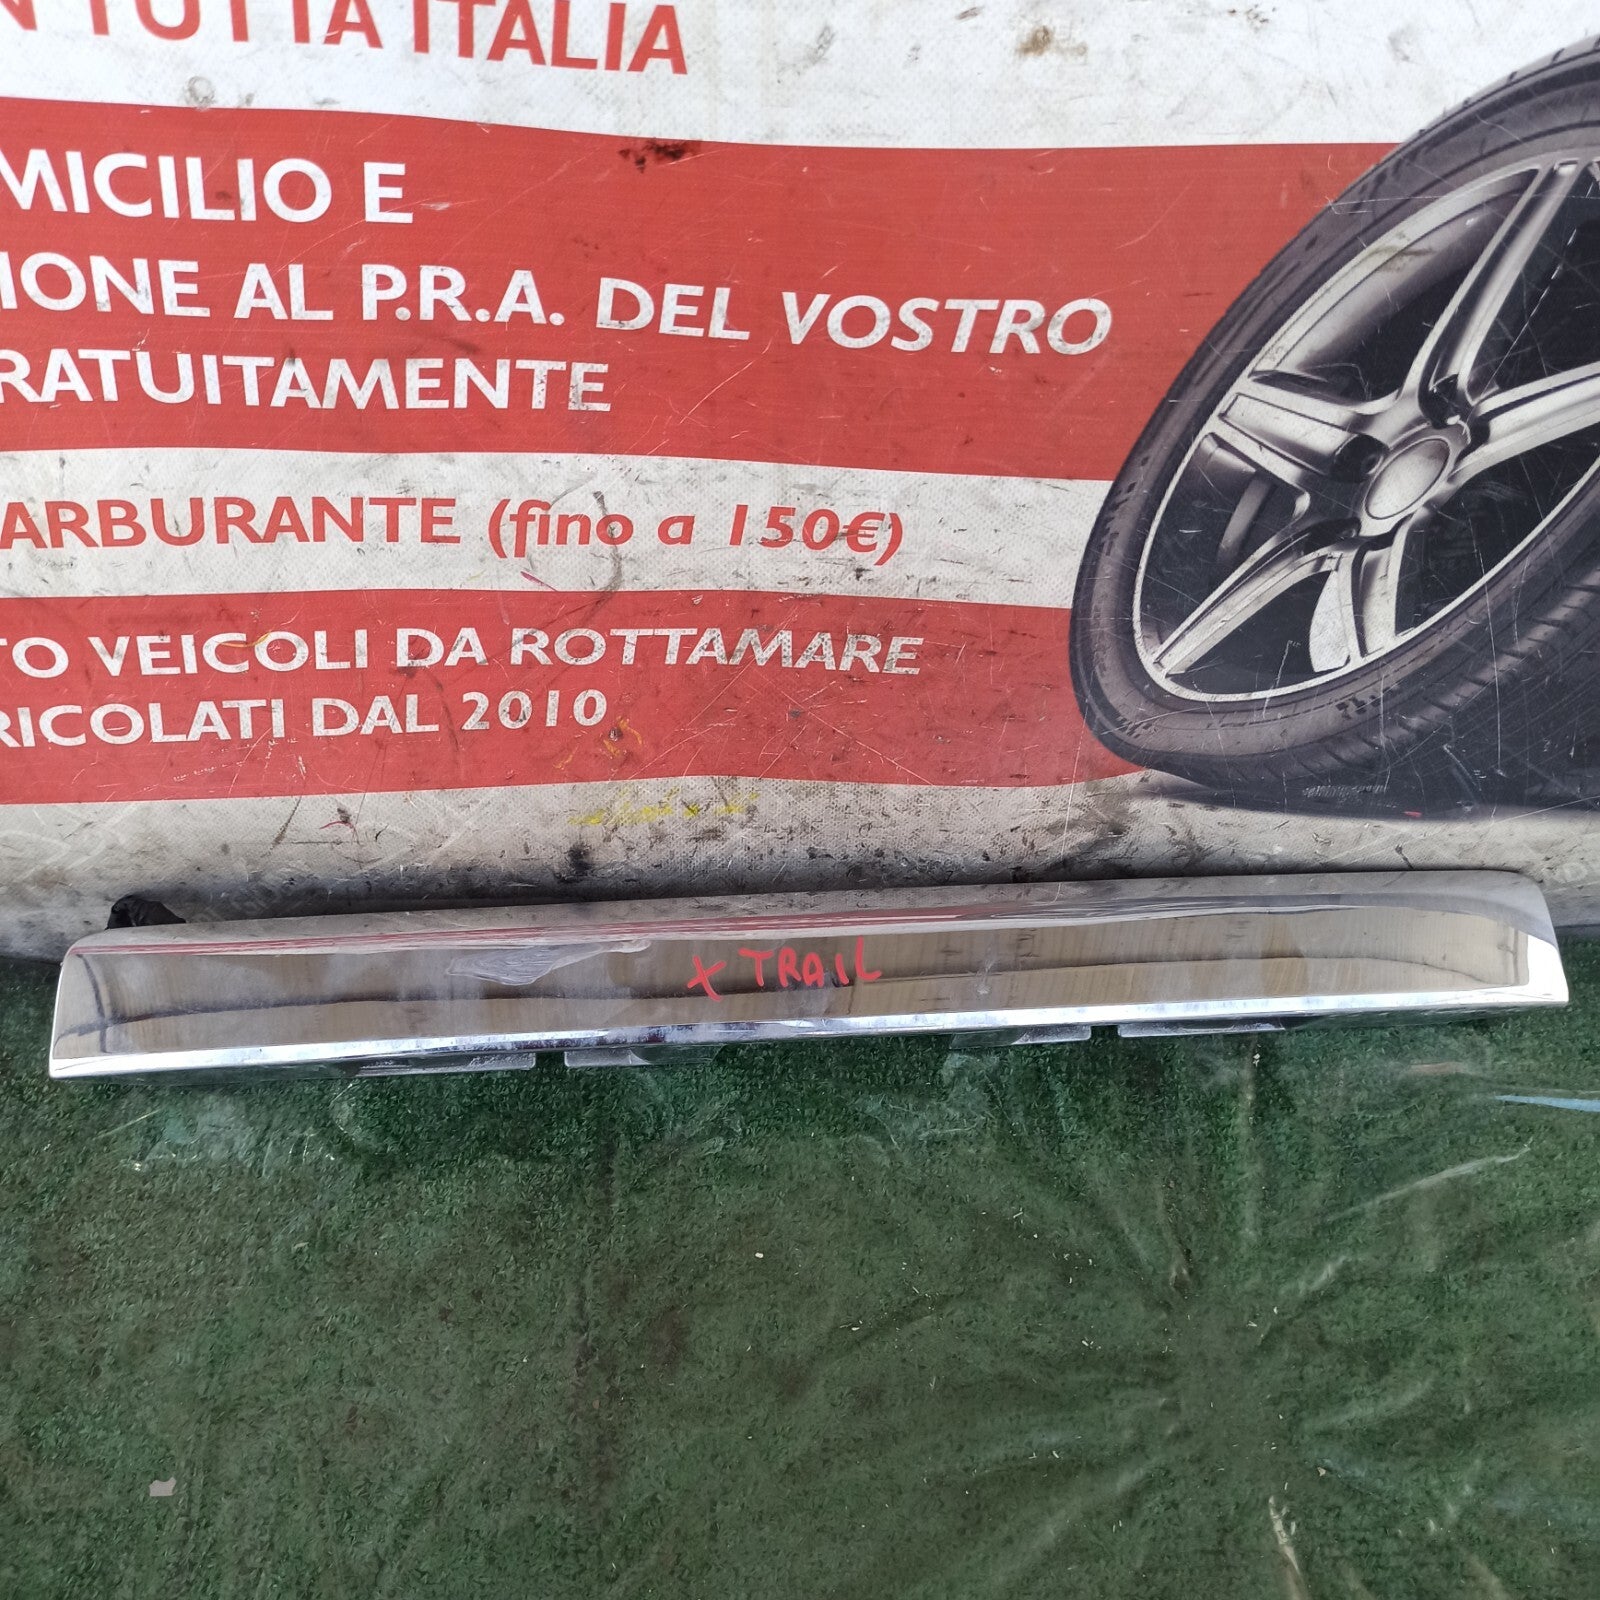 N TUTTA ITALIA
MICILIO E
IONE AL P.R.A. DEL VOSTRO
RATUITAMENTE
ARBURANTE (fino a 150€)
TO VEICOLI DA ROTTAMARE
RICOLATI DAL 2010
X TRAIL